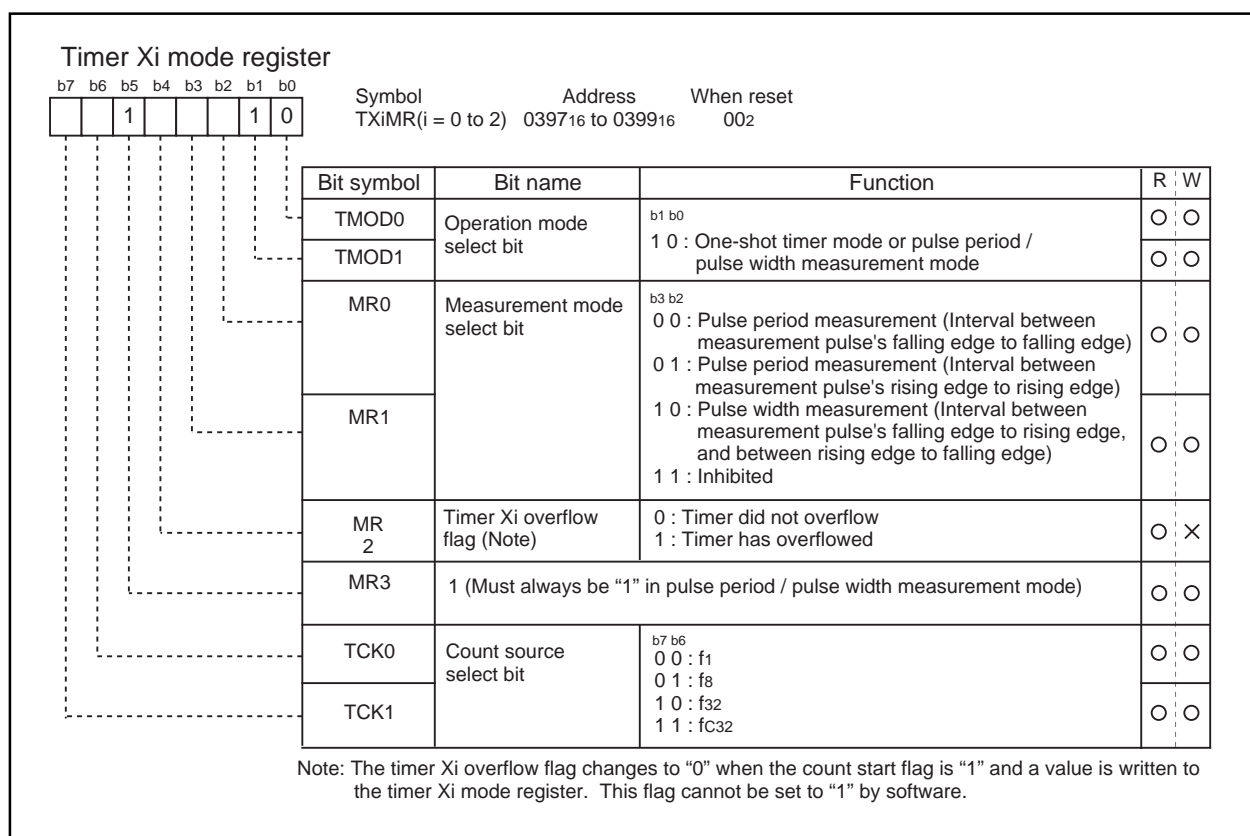 Timer Xi mode register
b7 b6 b5 b4 b3 b2 b1 b0
1 1 0
Symbol Address When reset
TXiMR(i = 0 to 2) 039716 to 039916 002
Bit symbol Bit name Function R W
TMOD0
TMOD1
Operation mode
select bit
b1 b0
1 0 : One-shot timer mode or pulse period /
pulse width measurement mode
MR0
MR1
Measurement mode
select bit
b3 b2
0 0 : Pulse period measurement (Interval between
measurement pulse's falling edge to falling edge)
0 1 : Pulse period measurement (Interval between
measurement pulse's rising edge to rising edge)
1 0 : Pulse width measurement (Interval between
measurement pulse's falling edge to rising edge,
and between rising edge to falling edge)
1 1 : Inhibited
MR
2
Timer Xi overflow
flag (Note)
0 : Timer did not overflow
1 : Timer has overflowed
MR3
1 (Must always be “1” in pulse period / pulse width measurement mode)
TCK0
TCK1
Count source
select bit
b7 b6
0 0 : f1
0 1 : f8
1 0 : f32
1 1 : fC32
Note: The timer Xi overflow flag changes to “0” when the count start flag is “1” and a value is written to
the timer Xi mode register. This flag cannot be set to “1” by software.